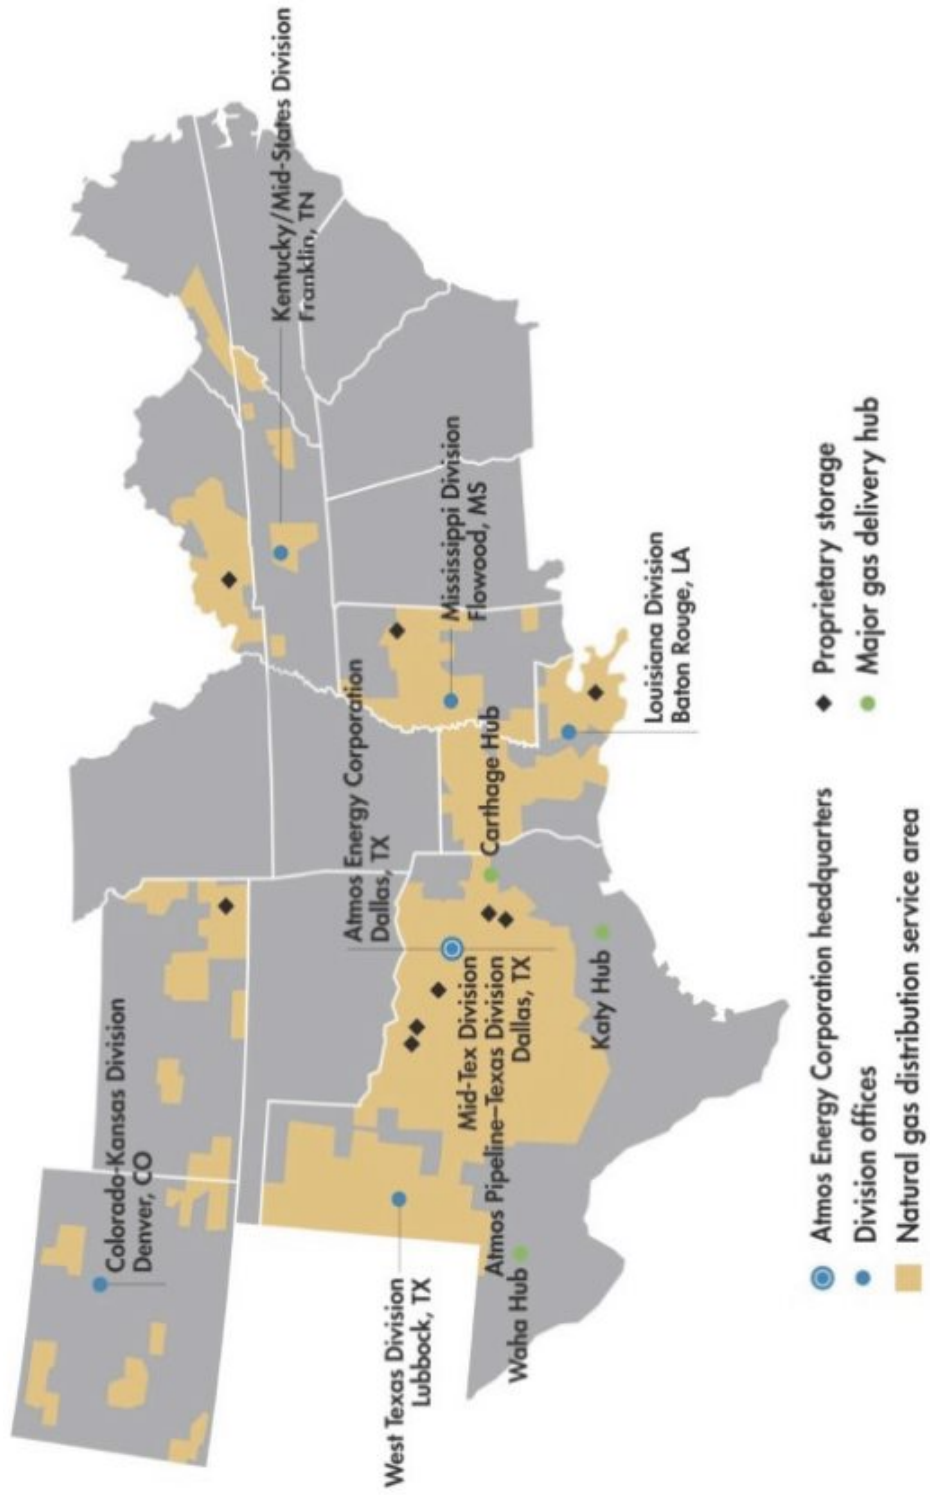 Colorado-Kansas Division
Denver, CO
Kentucky/Mid-States Division
Franklin, TN
West Texas Division
Lubbock, TX
Atmos Energy Corporation
Dallas, TX
Mid-Tex Division
Atmos Pipeline–Texas Division
Dallas, TX
Mississippi Division
Flowood, MS
Carthage Hub
Waha Hub
Katy Hub
Louisiana Division
Baton Rouge, LA
Atmos Energy Corporation headquarters
Division offices
Natural gas distribution service area
Proprietary storage
Major gas delivery hub